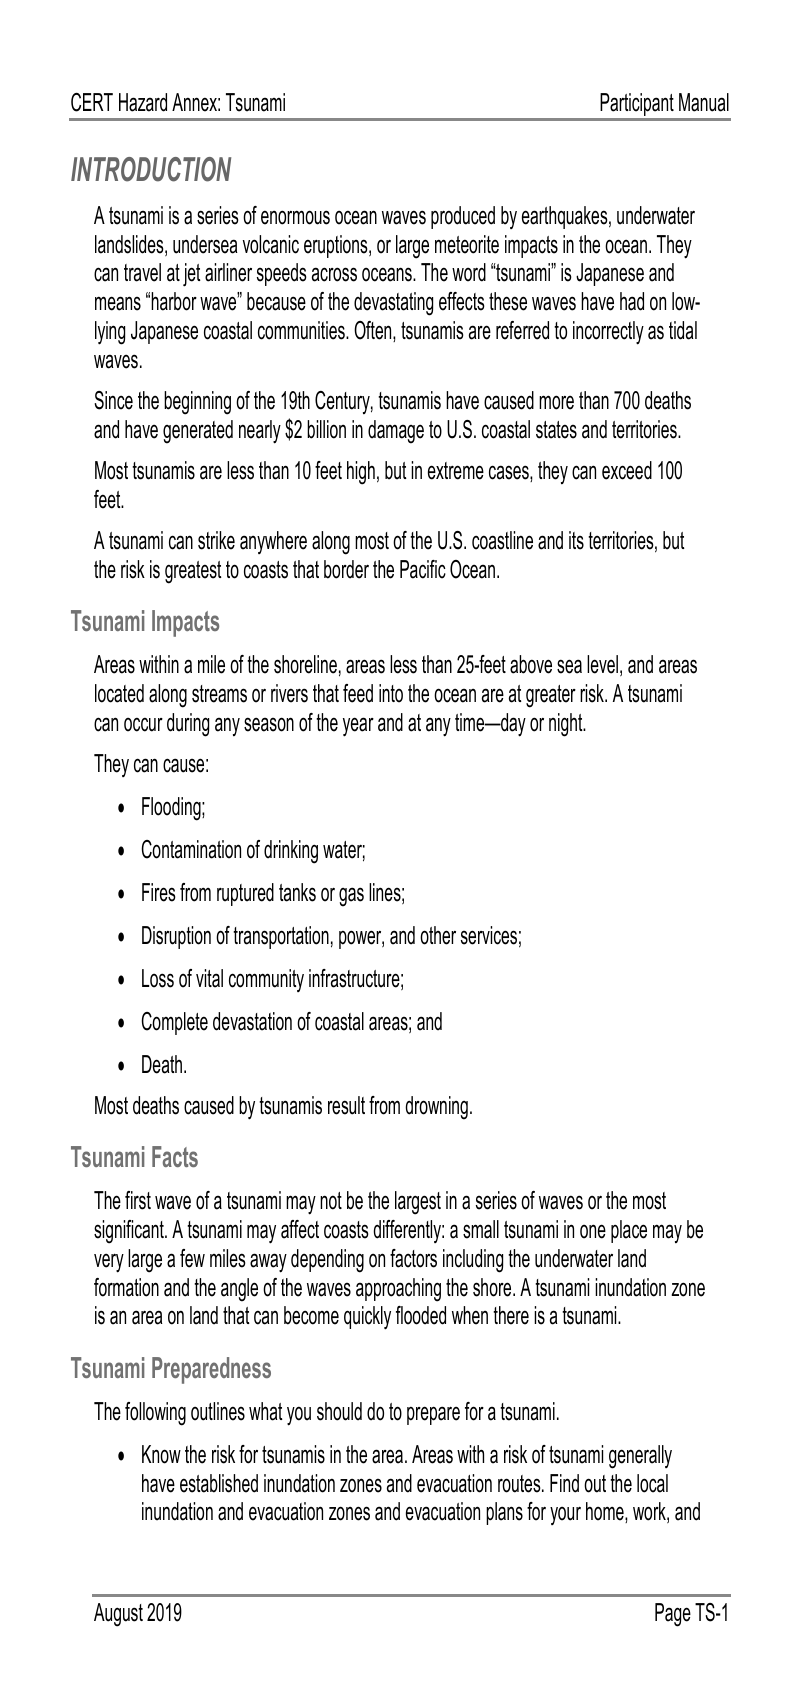 CERT Hazard Annex: Tsunami Participant Manual
INTRODUCTION
A tsunami is a series of enormous ocean waves produced by earthquakes, underwater
landslides, undersea volcanic eruptions, or large meteorite impacts in the ocean. They
can travel at jet airliner speeds across oceans. The word “tsunami” is Japanese and
means “harbor wave” because of the devastating effects these waves have had on low-
lying Japanese coastal communities. Often, tsunamis are referred to incorrectly as tidal
waves.
Since the beginning of the 19th Century, tsunamis have caused more than 700 deaths
and have generated nearly $2 billion in damage to U.S. coastal states and territories.
Most tsunamis are less than 10 feet high, but in extreme cases, they can exceed 100
feet.
A tsunami can strike anywhere along most of the U.S. coastline and its territories, but
the risk is greatest to coasts that border the Pacific Ocean.
Tsunami Impacts
Areas within a mile of the shoreline, areas less than 25-feet above sea level, and areas
located along streams or rivers that feed into the ocean are at greater risk. A tsunami
can occur during any season of the year and at any time—day or night.
They can cause:
• Flooding;
• Contamination of drinking water;
• Fires from ruptured tanks or gas lines;
• Disruption of transportation, power, and other services;
• Loss of vital community infrastructure;
• Complete devastation of coastal areas; and
• Death.
Most deaths caused by tsunamis result from drowning.
Tsunami Facts
The first wave of a tsunami may not be the largest in a series of waves or the most
significant. A tsunami may affect coasts differently: a small tsunami in one place may be
very large a few miles away depending on factors including the underwater land
formation and the angle of the waves approaching the shore. A tsunami inundation zone
is an area on land that can become quickly flooded when there is a tsunami.
Tsunami Preparedness
The following outlines what you should do to prepare for a tsunami.
• Know the risk for tsunamis in the area. Areas with a risk of tsunami generally
have established inundation zones and evacuation routes. Find out the local
inundation and evacuation zones and evacuation plans for your home, work, and
August 2019 Page TS-1